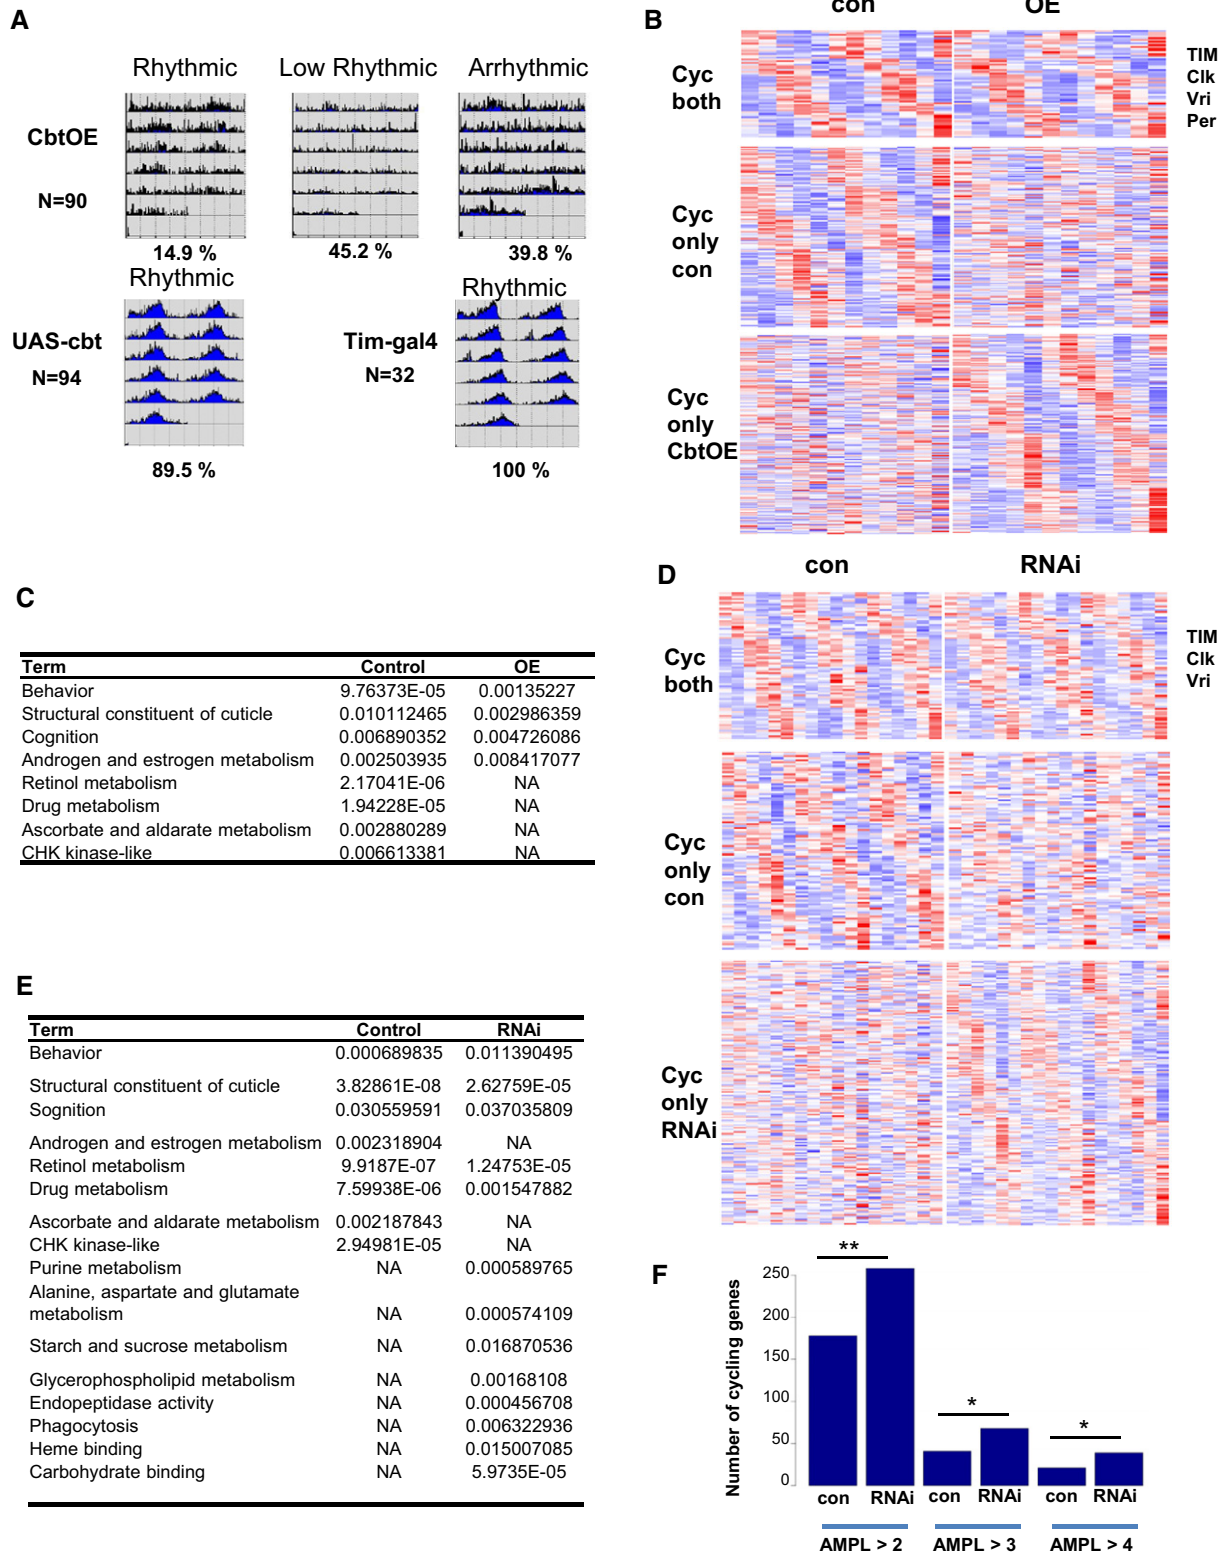 A
Rhythmic
Low Rhythmic
Arrhythmic
CbtOE
N=90
14.9 %
45.2 %
39.8 %
Rhythmic
Rhythmic
UAS-cbt
N=94
Tim-gal4
N=32
89.5 %
100 %
B
con
OE
Cyc
both
TIM
Clk
Vri
Per
Cyc
only
con
Cyc
only
CbtOE
C
Term Control OE
Behavior 9.76373E-05 0.00135227
Structural constituent of cuticle 0.010112465 0.002986359
Cognition 0.006890352 0.004726086
Androgen and estrogen metabolism 0.002503935 0.008417077
Retinol metabolism 2.17041E-06 NA
Drug metabolism 1.94228E-05 NA
Ascorbate and aldarate metabolism 0.002880289 NA
CHK kinase-like 0.006613381 NA
D
con
RNAi
Cyc
both
TIM
Clk
Vri
Cyc
only
con
Cyc
only
RNAi
E
Term Control RNAi
Behavior 0.000689835 0.011390495
Structural constituent of cuticle 3.82861E-08 2.62759E-05
Sognition 0.030559591 0.037035809
Androgen and estrogen metabolism 0.002318904 NA
Retinol metabolism 9.9187E-07 1.24753E-05
Drug metabolism 7.59938E-06 0.001547882
Ascorbate and aldarate metabolism 0.002187843 NA
CHK kinase-like 2.94981E-05 NA
Purine metabolism NA 0.000589765
Alanine, aspartate and glutamate
metabolism NA 0.000574109
Starch and sucrose metabolism NA 0.016870536
Glycerophospholipid metabolism NA 0.00168108
Endopeptidase activity NA 0.000456708
Phagocytosis NA 0.006322936
Heme binding NA 0.015007085
Carbohydrate binding NA 5.9735E-05
F
Number of cycling genes
250
200
150
100
50
0
**
*
*
con RNAi con RNAi con RNAi
AMPL > 2 AMPL > 3 AMPL > 4